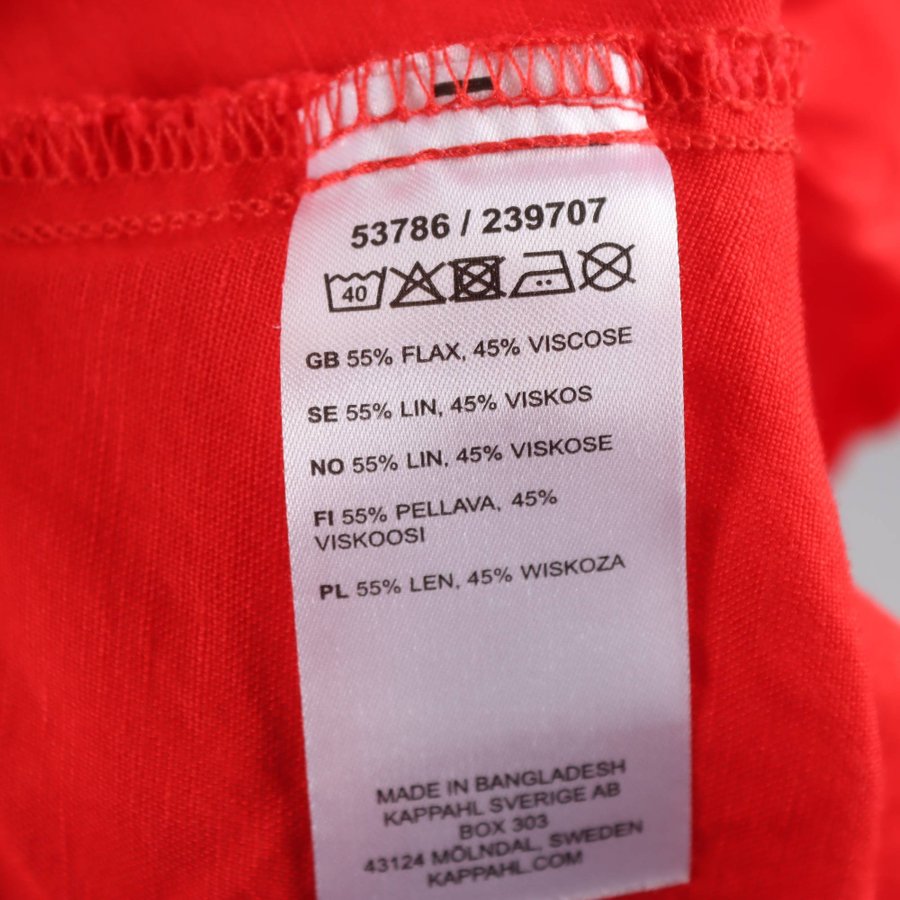 53786 / 239707
40
GB 55% FLAX, 45% VISCOSE
SE 55% LIN, 45% VISKOS
NO 55% LIN, 45% VISKOSE
FI 55% PELLAVA, 45%
VISKOOSI
PL 55% LEN, 45% WISKOZA
MADE IN BANGLADESH
KAPPAHL SVERIGE AB
BOX 303
43124 MÖLNDAL, SWEDEN
KAPPAHL.COM